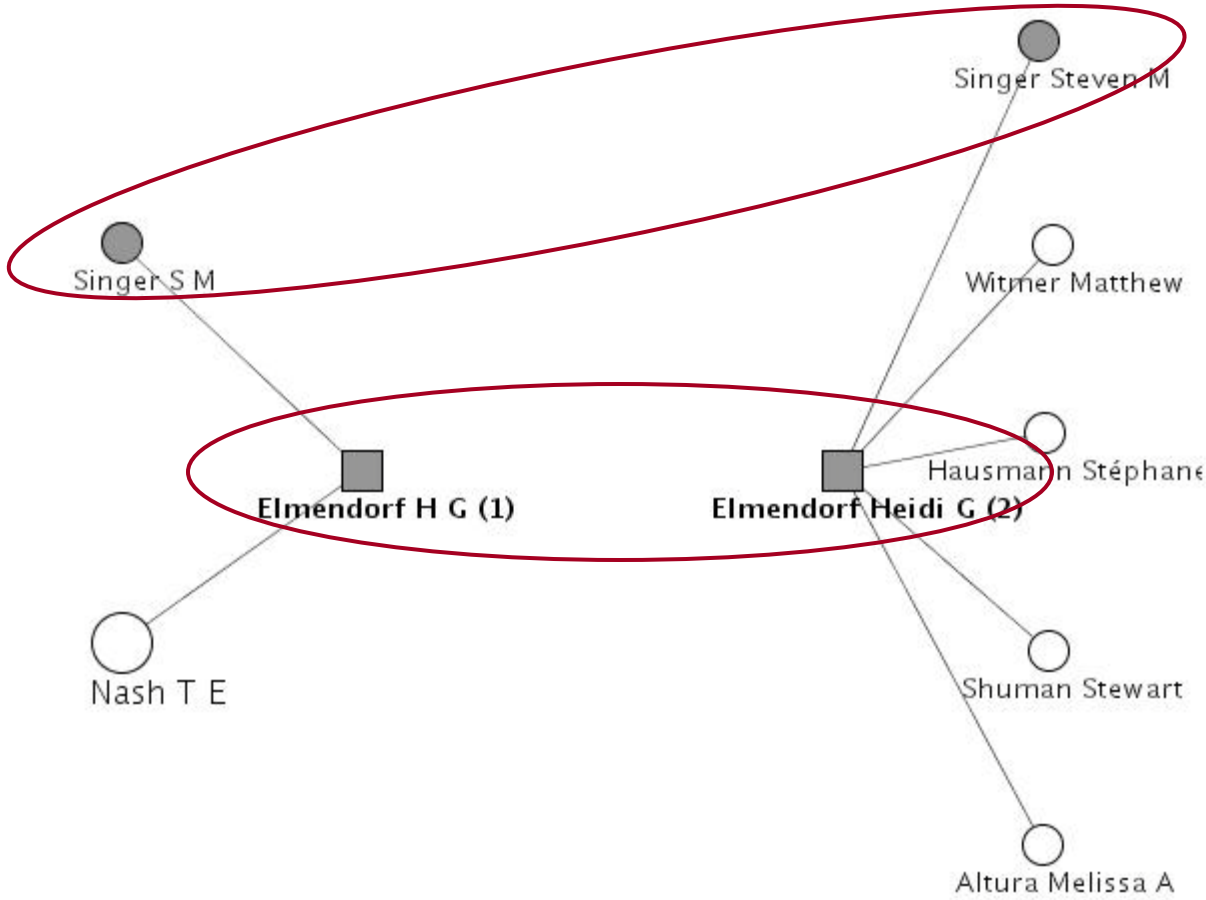 Singer Steven M
Singer S M
Witmer Matthew
Hausmann Stéphane
Elmendorf H G (1)
Elmendorf Heidi G (2)
Nash T E
Shuman Stewart
Altura Melissa A